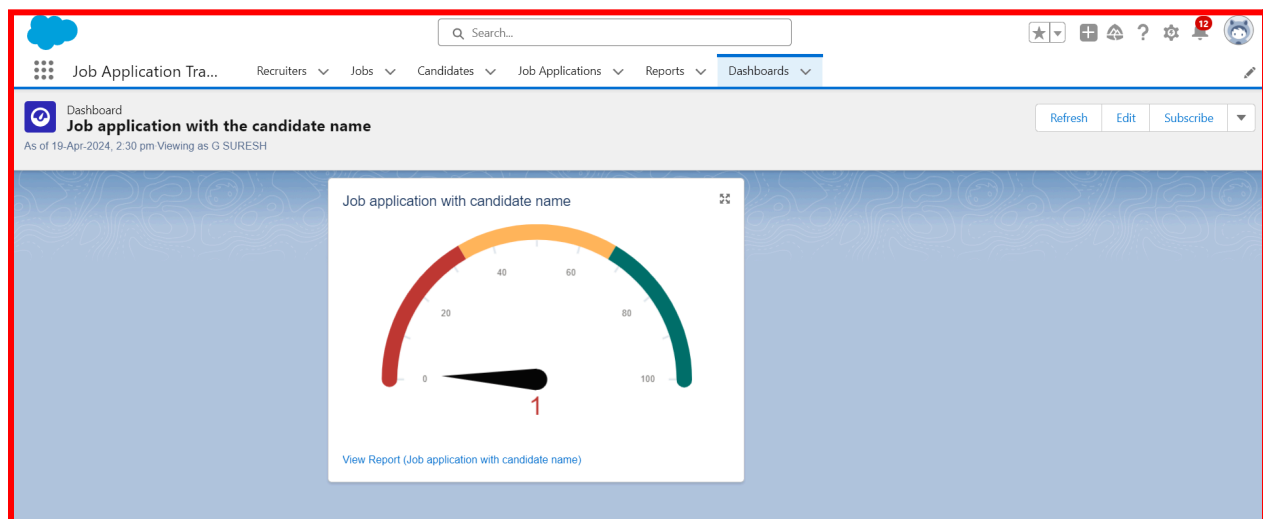 Search...
12
Job Application Tra...
Recruiters
Jobs
Candidates
Job Applications
Reports
Dashboards
Dashboard
Job application with the candidate name
As of 19-Apr-2024, 2:30 pm·Viewing as G SURESH
Refresh
Edit
Subscribe
Job application with candidate name
40 60
20 80
0 100
1
View Report (Job application with candidate name)